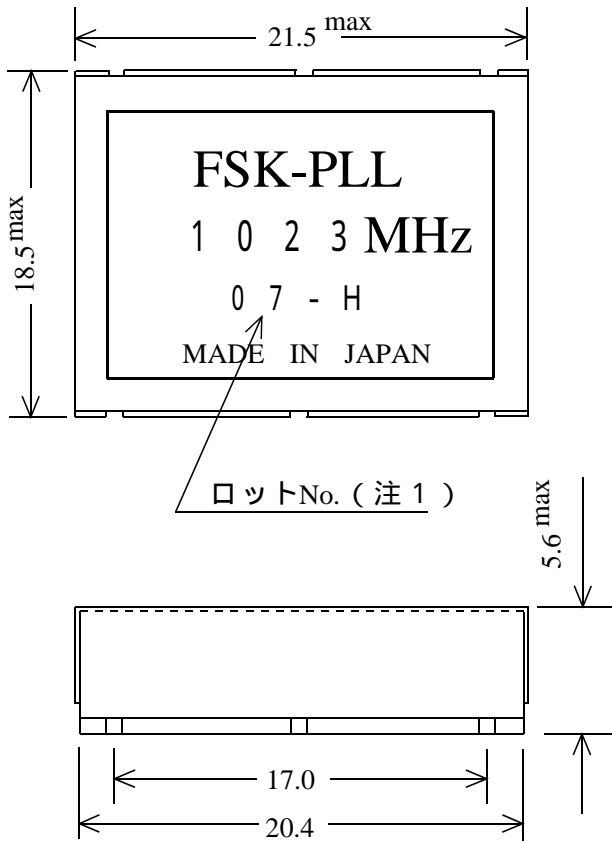 21.5 max
18.5 max
FSK-PLL
1 0 2 3 MHz
0 7 - H
MADE IN JAPAN
ロットNo.(注1)
5.6 max
17.0
20.4